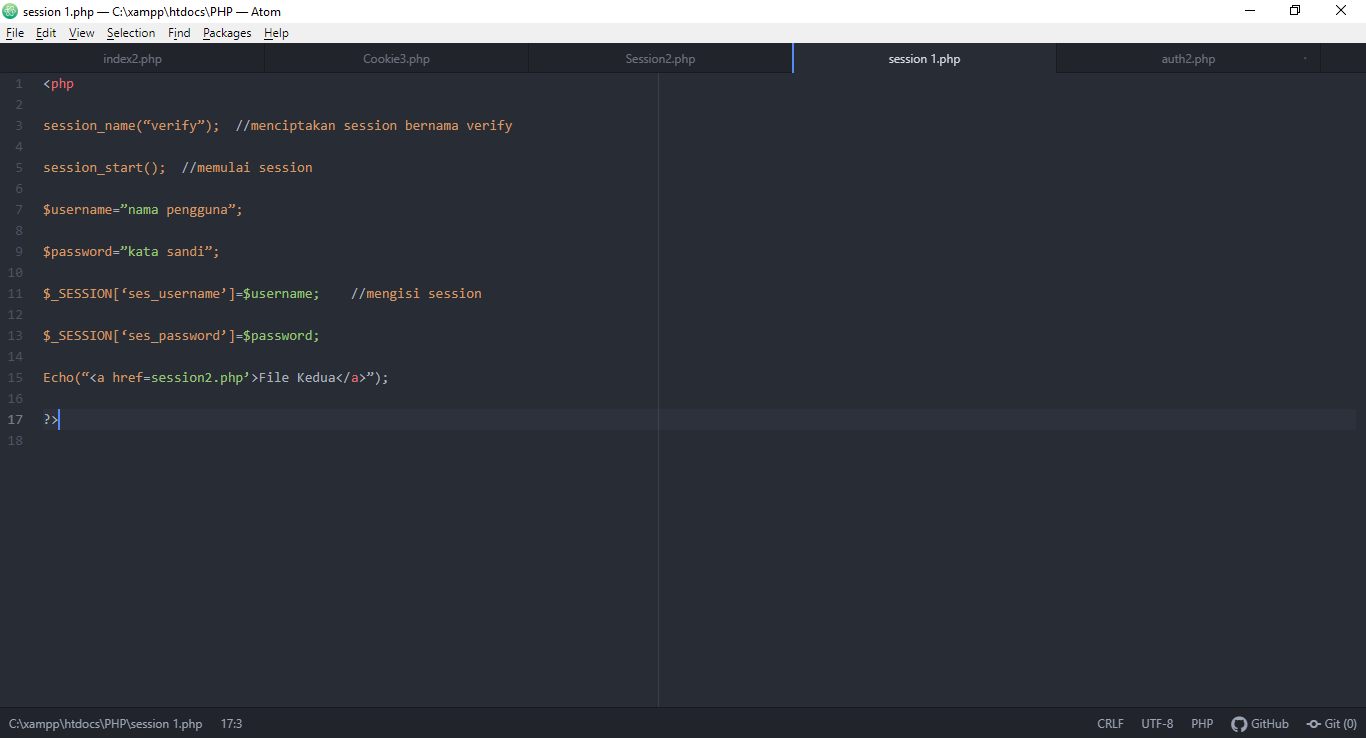 session 1.php — C:\xampp\htdocs\PHP — Atom
File Edit View Selection Find Packages Help
index2.php Cookie3.php Session2.php session 1.php auth2.php
1 <php
2
3 session_name(“verify”);  //menciptakan session bernama verify
4
5 session_start();  //memulai session
6
7 $username=”nama pengguna”;
8
9 $password=”kata sandi”;
10
11 $_SESSION[‘ses_username’]=$username;    //mengisi session
12
13 $_SESSION[‘ses_password’]=$password;
14
15 Echo(“<a href=session2.php’>File Kedua</a>”);
16
17 ?>
18
C:\xampp\htdocs\PHP\session 1.php 17:3 CRLF UTF-8 PHP GitHub Git (0)